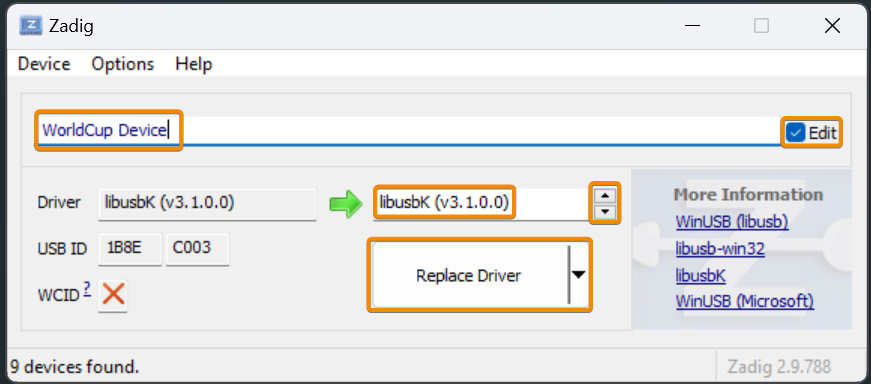 Zadig
Device Options Help
WorldCup Device
Edit
Driver libusbK (v3.1.0.0) libusbK (v3.1.0.0)
USB ID 1B8E C003
WCID ?
Replace Driver
More Information
WinUSB (libusb)
libusb-win32
libusbK
WinUSB (Microsoft)
9 devices found.
Zadig 2.9.788